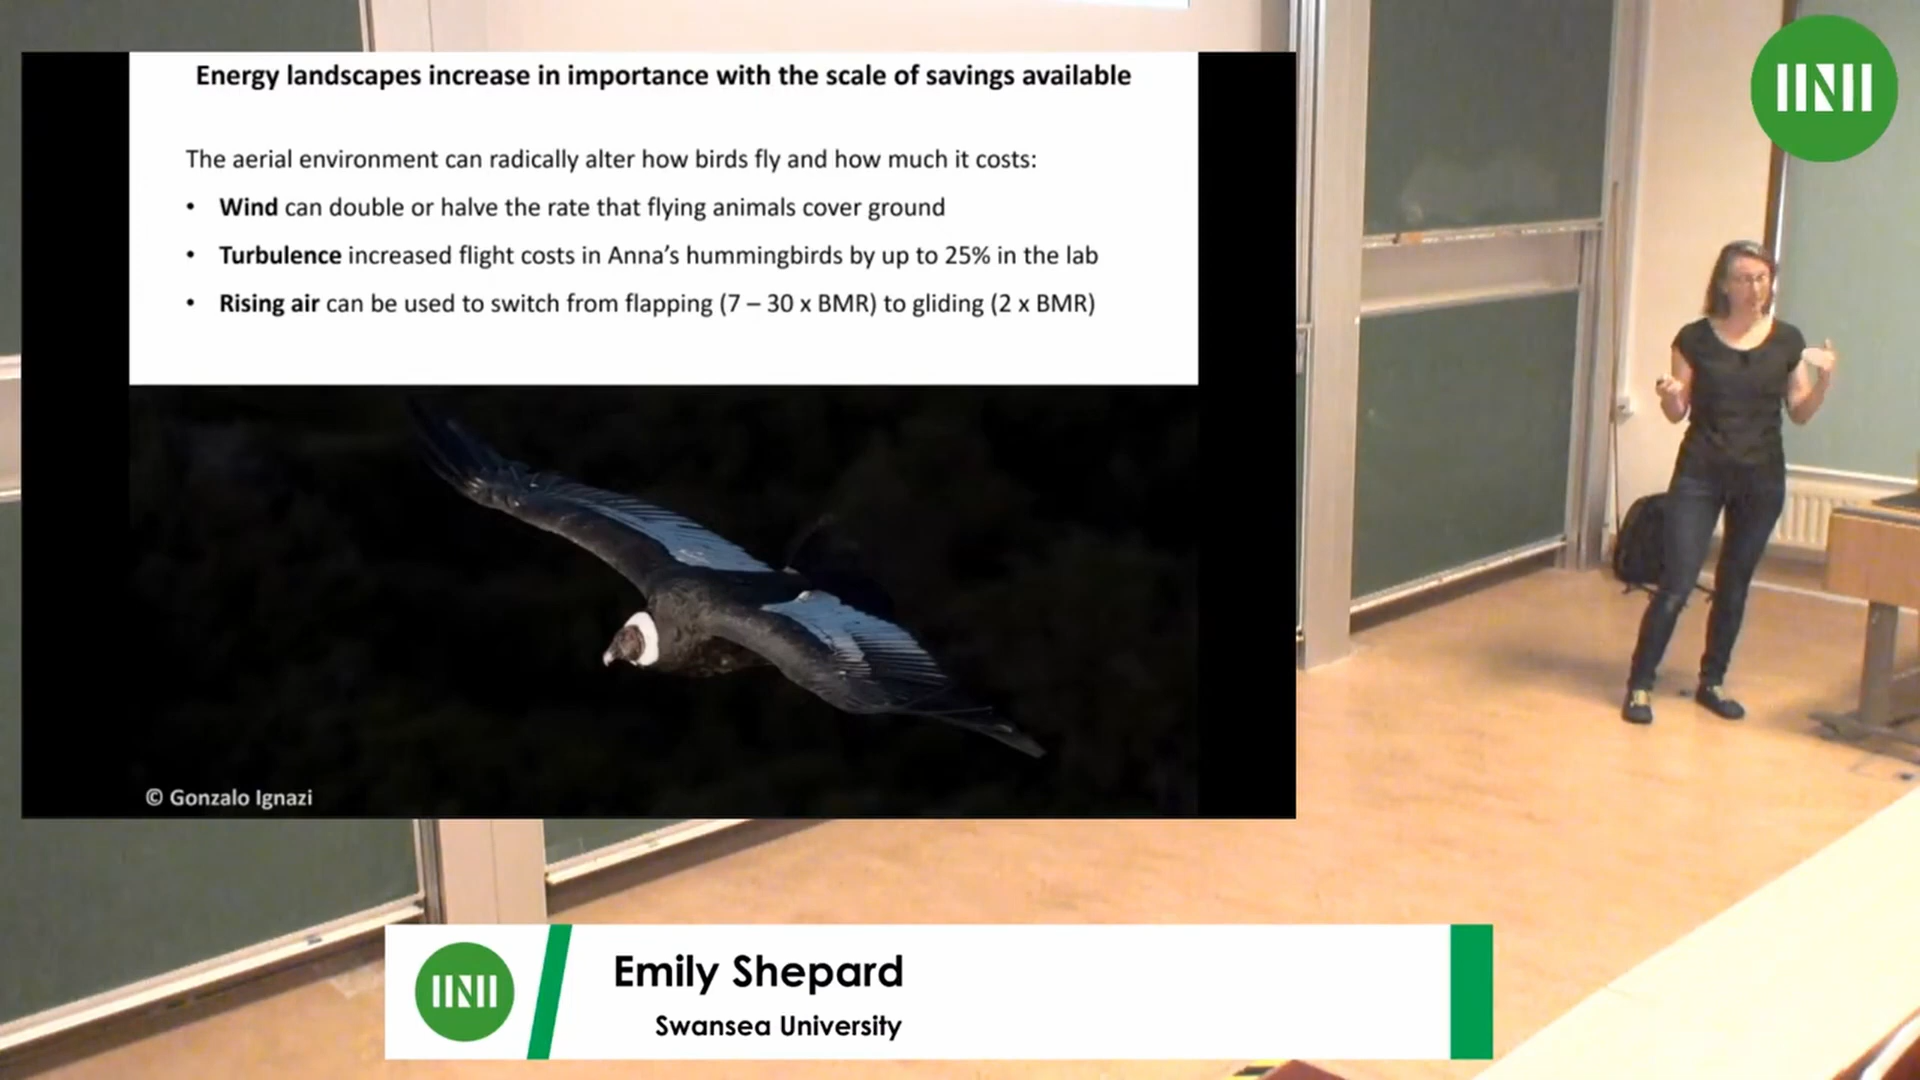 Energy landscapes increase in importance with the scale of savings available
The aerial environment can radically alter how birds fly and how much it costs:
• Wind can double or halve the rate that flying animals cover ground
• Turbulence increased flight costs in Anna's hummingbirds by up to 25% in the lab
• Rising air can be used to switch from flapping (7 – 30 x BMR) to gliding (2 x BMR)
© Gonzalo Ignazi
Emily Shepard
Swansea University